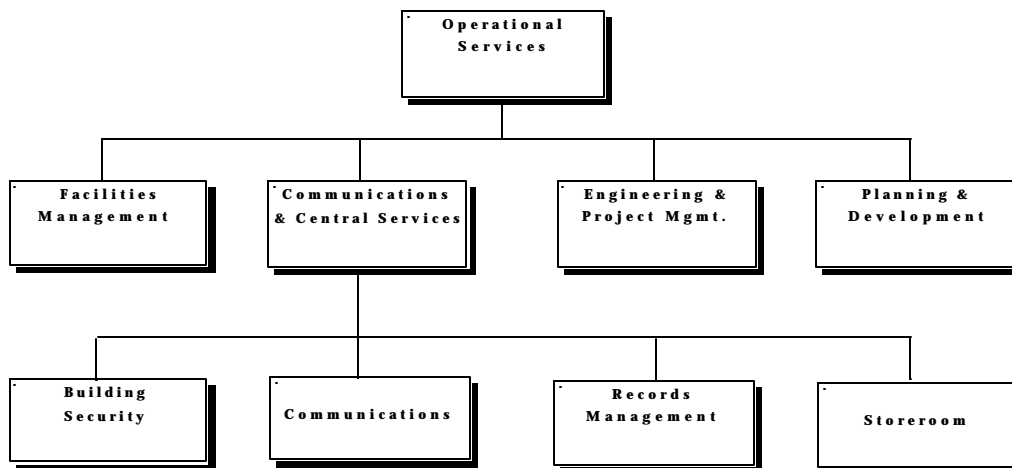 Operational
Services
Facilities
Management
Communications
& Central Services
Engineering &
Project Mgmt.
Planning &
Development
Building
Security
Communications
Records
Management
Storeroom